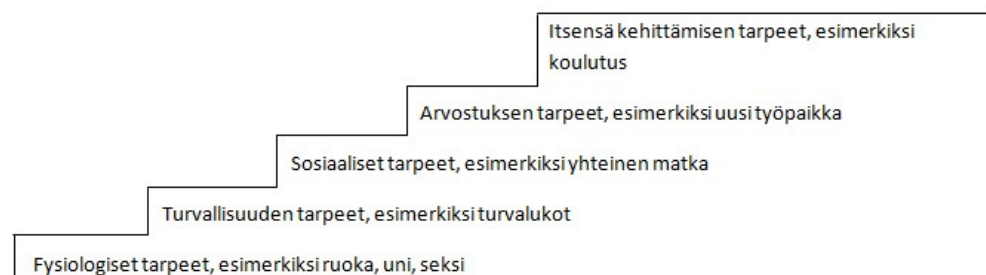 Itsensä kehittämisen tarpeet, esimerkiksi
koulutus
Arvostuksen tarpeet, esimerkiksi uusi työpaikka
Sosiaaliset tarpeet, esimerkiksi yhteinen matka
Turvallisuuden tarpeet, esimerkiksi turvalukot
Fysiologiset tarpeet, esimerkiksi ruoka, uni, seksi